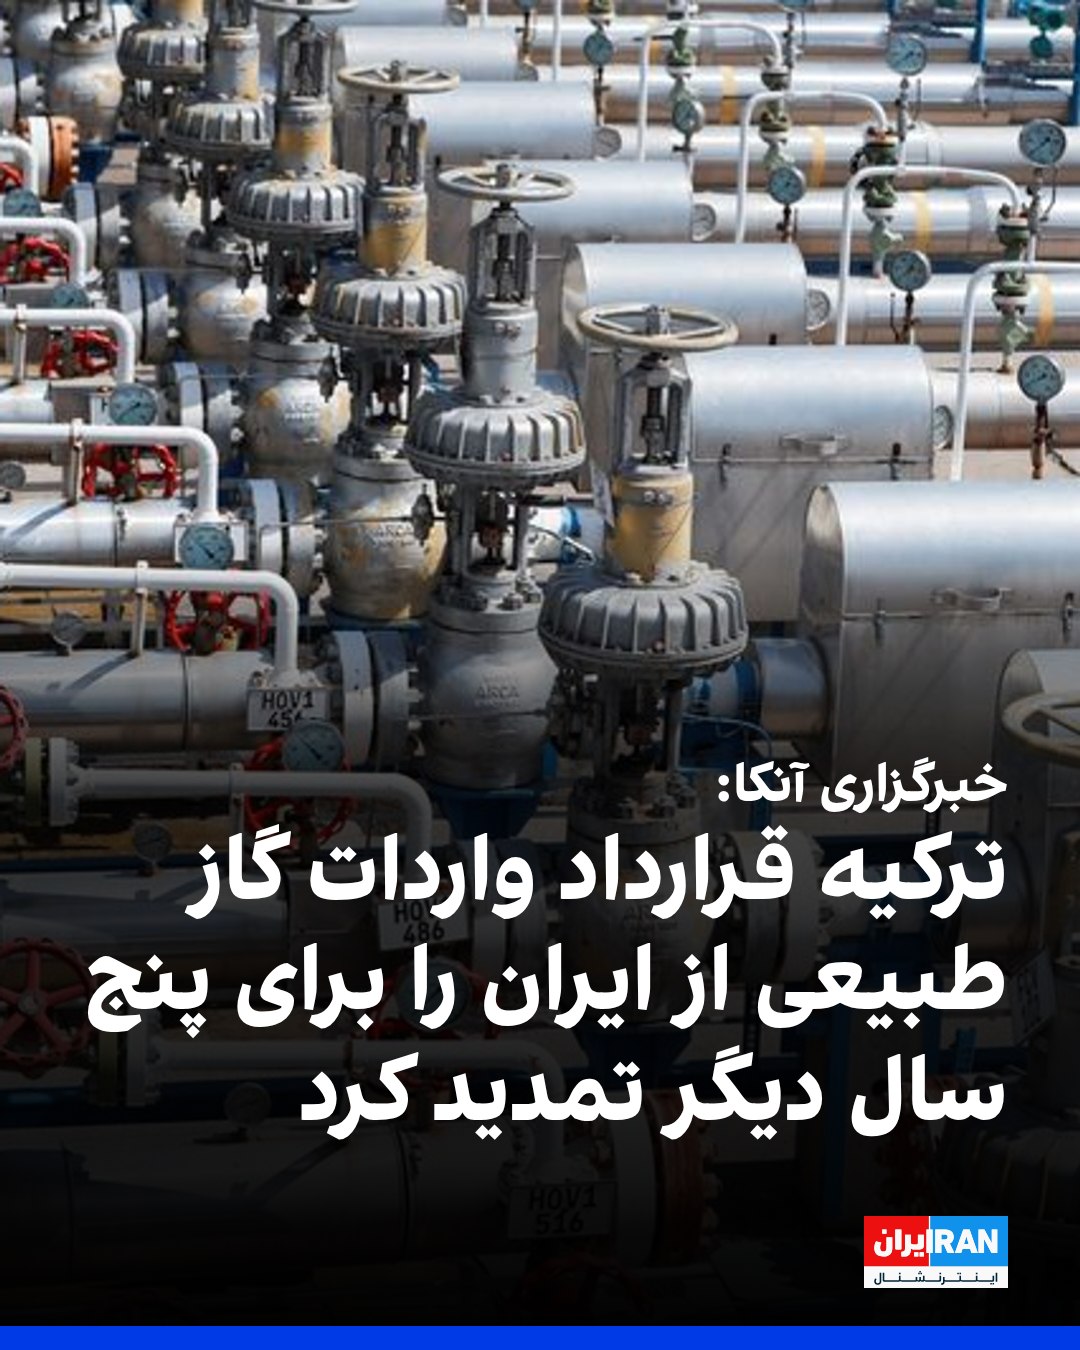 HOV1
456
خبرگزاری آنکا:
ترکیه قرارداد واردات گاز
طبیعی از ایران را برای پنج
سال دیگر تمدید کرد
HOV1
486
HOV1
516
ARCA
ایران IRAN
اینترنشنال